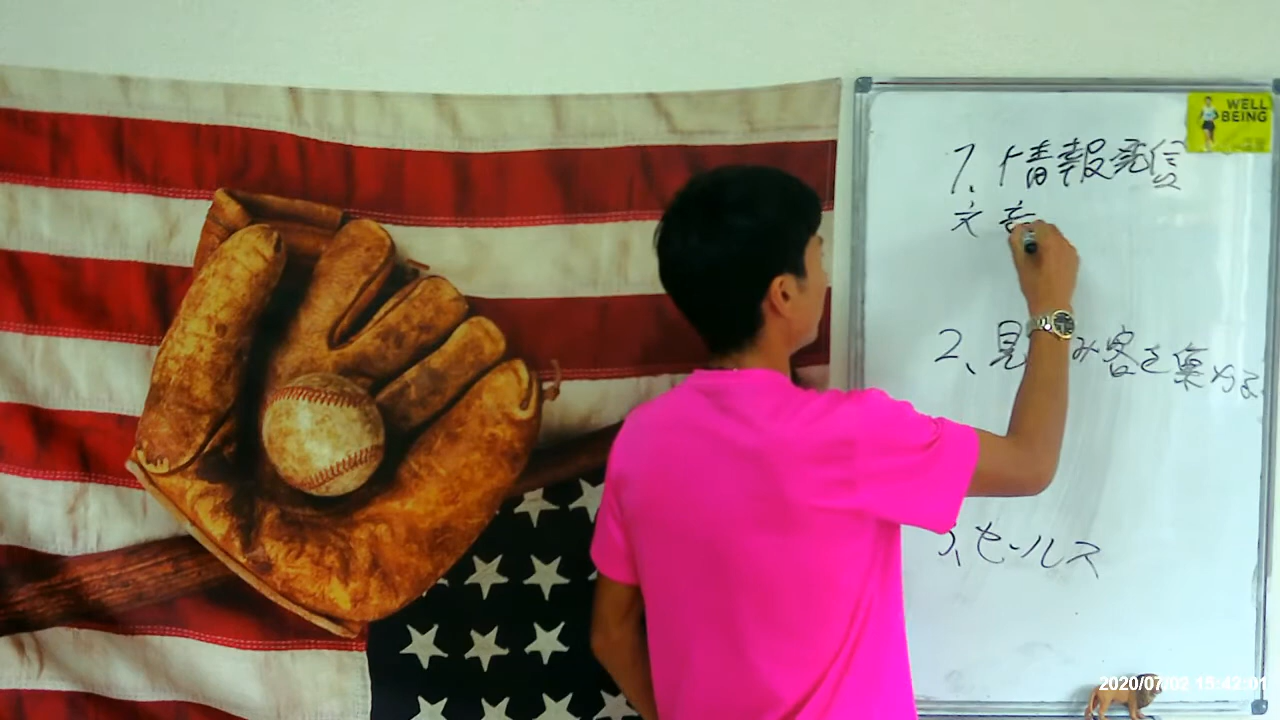 1、情報発信
文章
2、見 み客を集める
3、セールス
WELL
BEING
2020/07/02 15:42:01